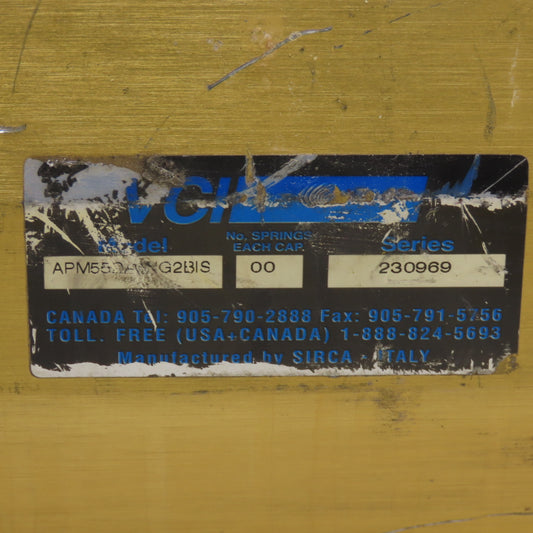 VCI
Model
No. SPRINGS
EACH CAP.
Series
00
230969
CANADA Tel: 905-790-2888 Fax: 905-791-5756
TOLL. FREE (USA+CANADA) 1-888-824-5693
Manufactured by SIRCA - ITALY